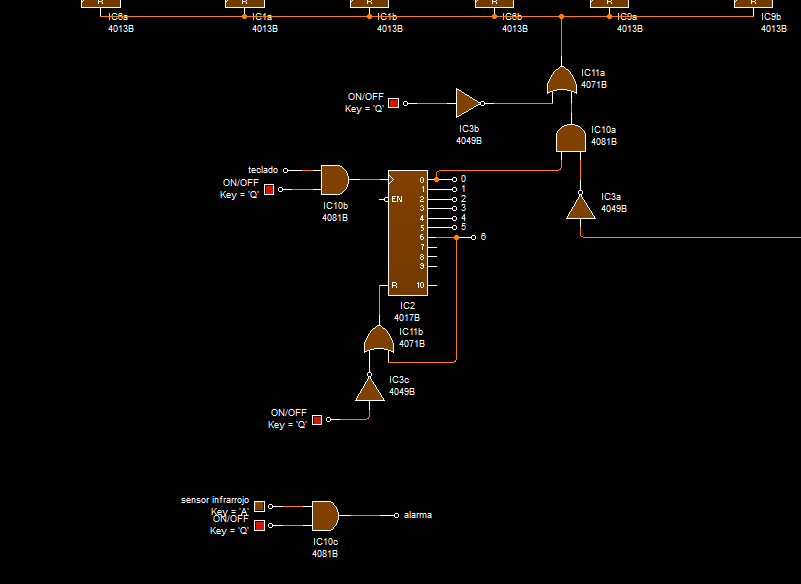 R
R
R
R
R
R
IC8a
4013B
IC1a
4013B
IC1b
4013B
IC8b
4013B
IC9a
4013B
IC9b
4013B
IC11a
4071B
ON/OFF
Key = 'Q'
IC3b
4049B
IC10a
4081B
teclado
ON/OFF
Key = 'Q'
IC10b
4081B
EN
R
0
1
2
3
4
5
6
7
8
9
10
0
1
2
3
4
5
6
IC2
4017B
IC3a
4049B
IC11b
4071B
IC3c
4049B
ON/OFF
Key = 'Q'
sensor infrarrojo
Key = 'A'
ON/OFF
Key = 'Q'
IC10c
4081B
alarma